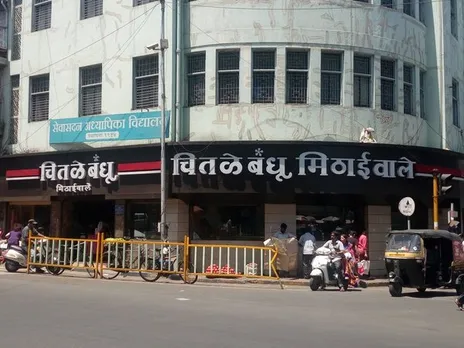 सेवासदन अध्यापिका विद्यालय
चितळे बंधू
मिठाईवाले
चितळे बंधू मिठाईवाले